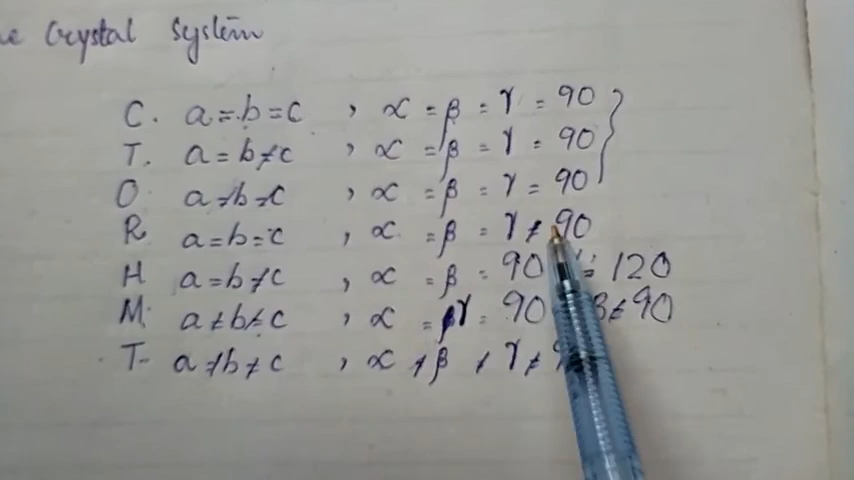 Crystal System
C. a = b = c , α = β = γ = 90
T. a = b ≠ c , α = β = γ = 90
O a ≠ b ≠ c , α = β = γ = 90
R a = b = c , α = β = γ ≠ 90
H a = b ≠ c , α = β = 90 = 120
M. a ≠ b ≠ c , α = γ = 90 β ≠ 90
T- a ≠ b ≠ c , α ≠ β ≠ γ ≠